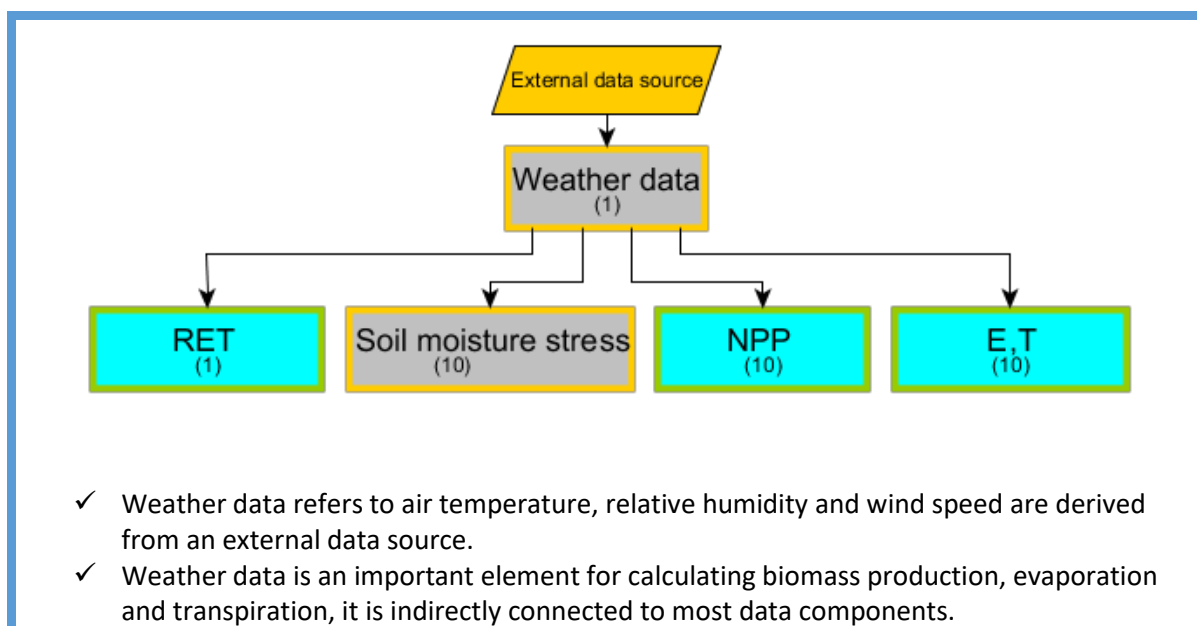 External data source
Weather data
(1)
RET
(1)
Soil moisture stress
(10)
NPP
(10)
E,T
(10)
✓ Weather data refers to air temperature, relative humidity and wind speed are derived
from an external data source.
✓ Weather data is an important element for calculating biomass production, evaporation
and transpiration, it is indirectly connected to most data components.